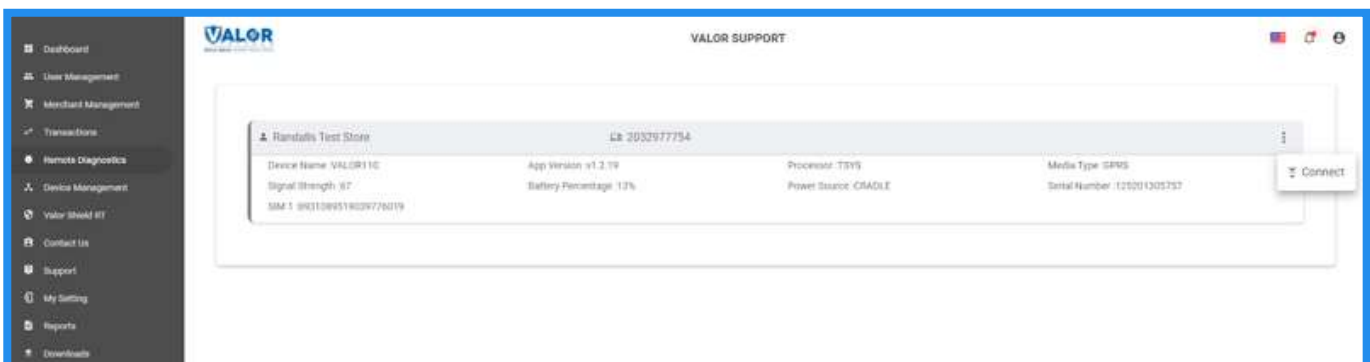 VALOR
VALOR SUPPORT
Dashboard
User Management
Merchant Management
Transactions
Remote Diagnostics
Device Management
Valor Shield RT
Contact Us
Support
My Setting
Reports
Downloads
Randalls Test Store 2032977754
Device Name :VALOR110 App Version :v1.2.19 Processor :TSYS Media Type :GPRS
Signal Strength :67 Battery Percentage :13% Power Source :CRADLE Serial Number :125201305757
SIM 1
Connect